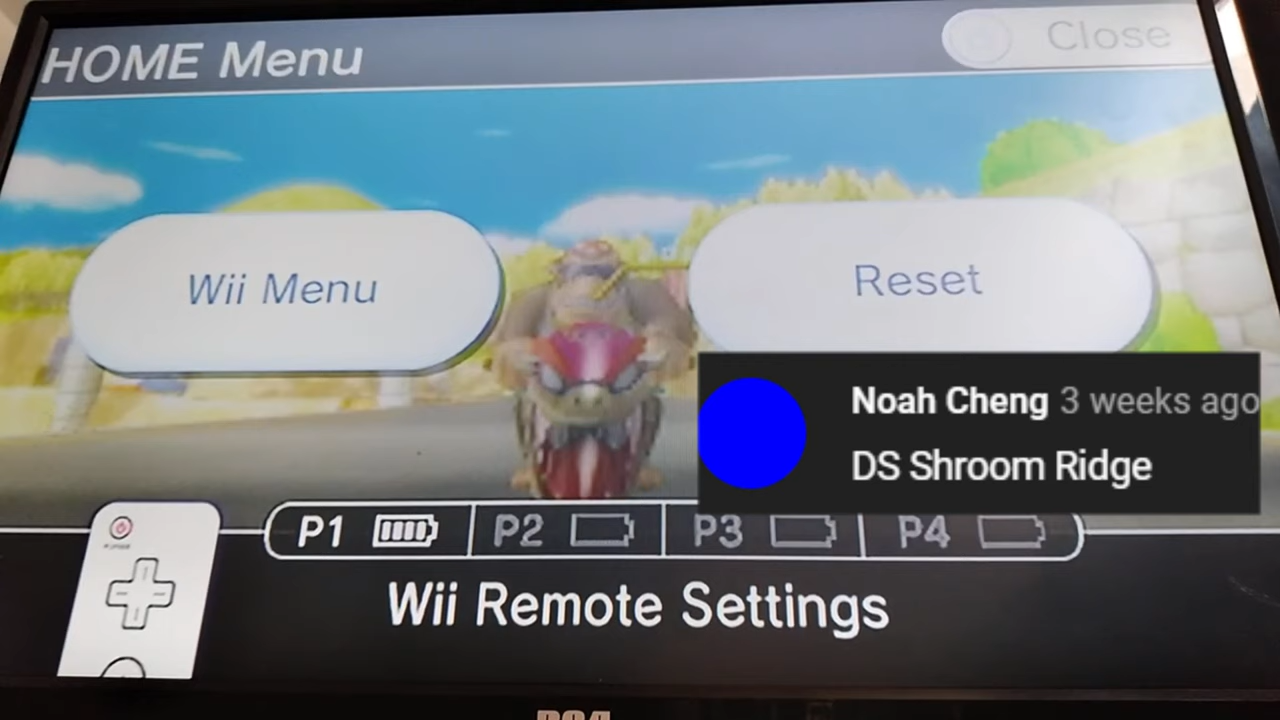 HOME Menu
Close
Wii Menu
Reset
Noah Cheng 3 weeks ago
DS Shroom Ridge
P1 P2 P3 P4
Wii Remote Settings